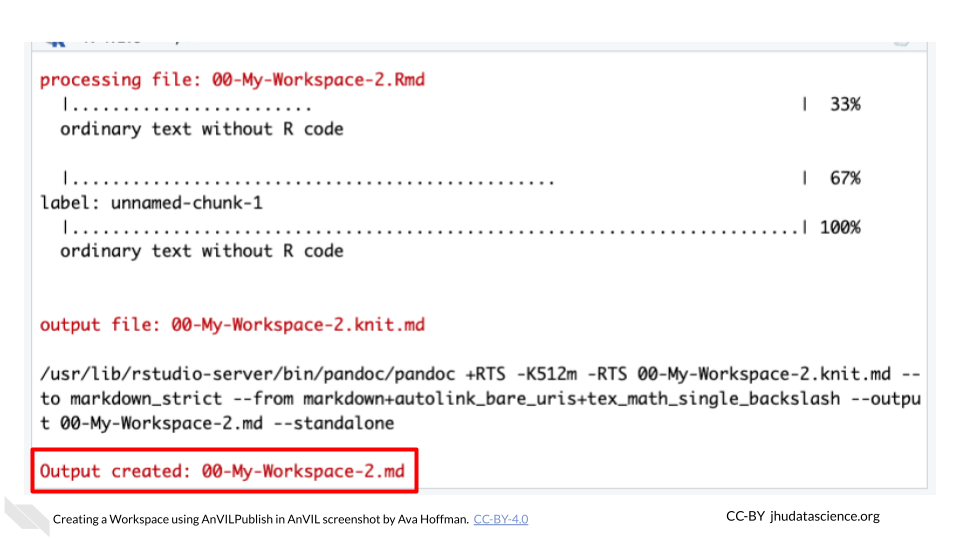 processing file: 00-My-Workspace-2.Rmd
|........................ | 33%
ordinary text without R code
|................................................ | 67%
label: unnamed-chunk-1
|........................................................................| 100%
ordinary text without R code
output file: 00-My-Workspace-2.knit.md
/usr/lib/rstudio-server/bin/pandoc/pandoc +RTS -K512m -RTS 00-My-Workspace-2.knit.md --
to markdown_strict --from markdown+autolink_bare_uris+tex_math_single_backslash --outpu
t 00-My-Workspace-2.md --standalone
Output created: 00-My-Workspace-2.md
Creating a Workspace using AnVILPublish in AnVIL screenshot by Ava Hoffman. CC-BY-4.0
CC-BY jhudatascience.org